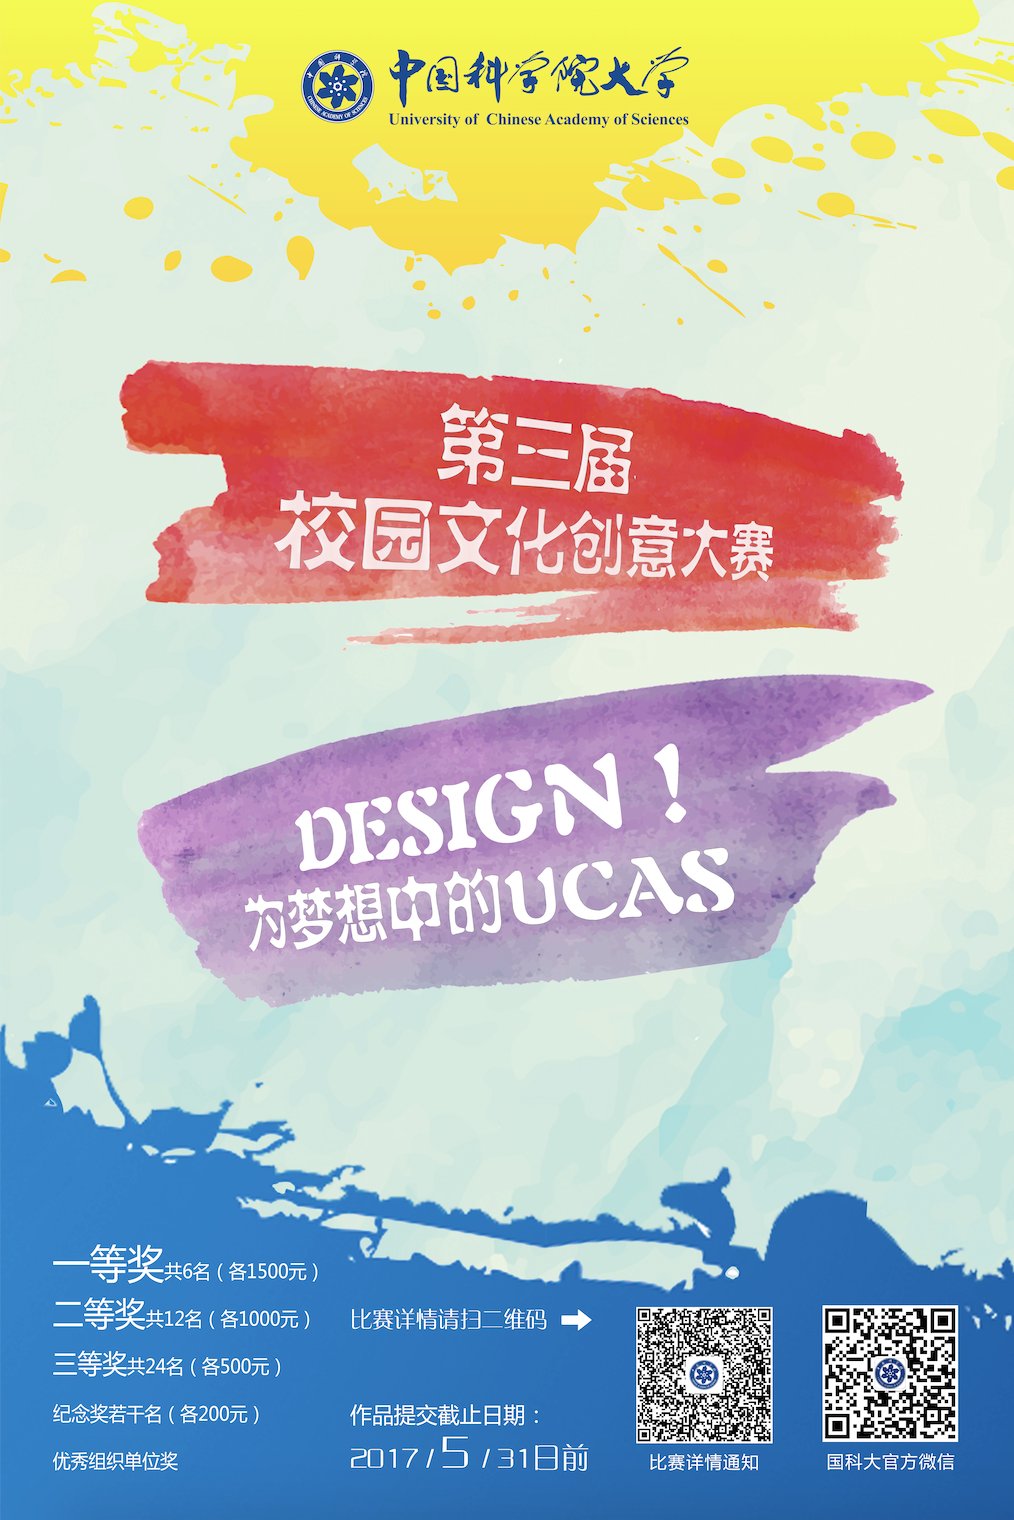 中国科学院大学
University of Chinese Academy of Sciences
第三届
校园文化创意大赛
DESIGN！
为梦想中的UCAS
一等奖共6名（各1500元）
二等奖共12名（各1000元）
三等奖共24名（各500元）
纪念奖若干名（各200元）
优秀组织单位奖
比赛详情请扫二维码
作品提交截止日期：
2017/5/31日前
比赛详情通知
国科大官方微信